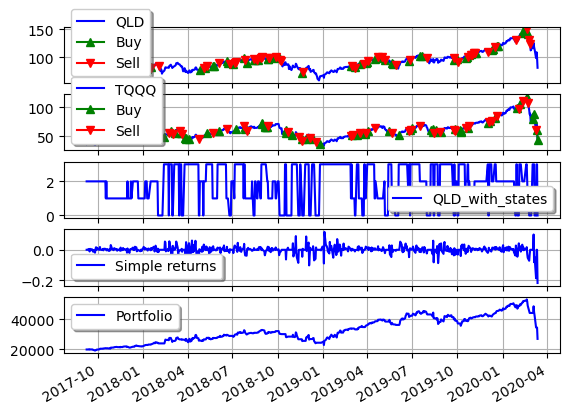 150
100
QLD
Buy
Sell
100
50
TQQQ
Buy
Sell
2
0
QLD_with_states
0.0
−0.2
Simple returns
40000
20000
Portfolio
2017-10 2018-01 2018-04 2018-07 2018-10 2019-01 2019-04 2019-07 2019-10 2020-01 2020-04